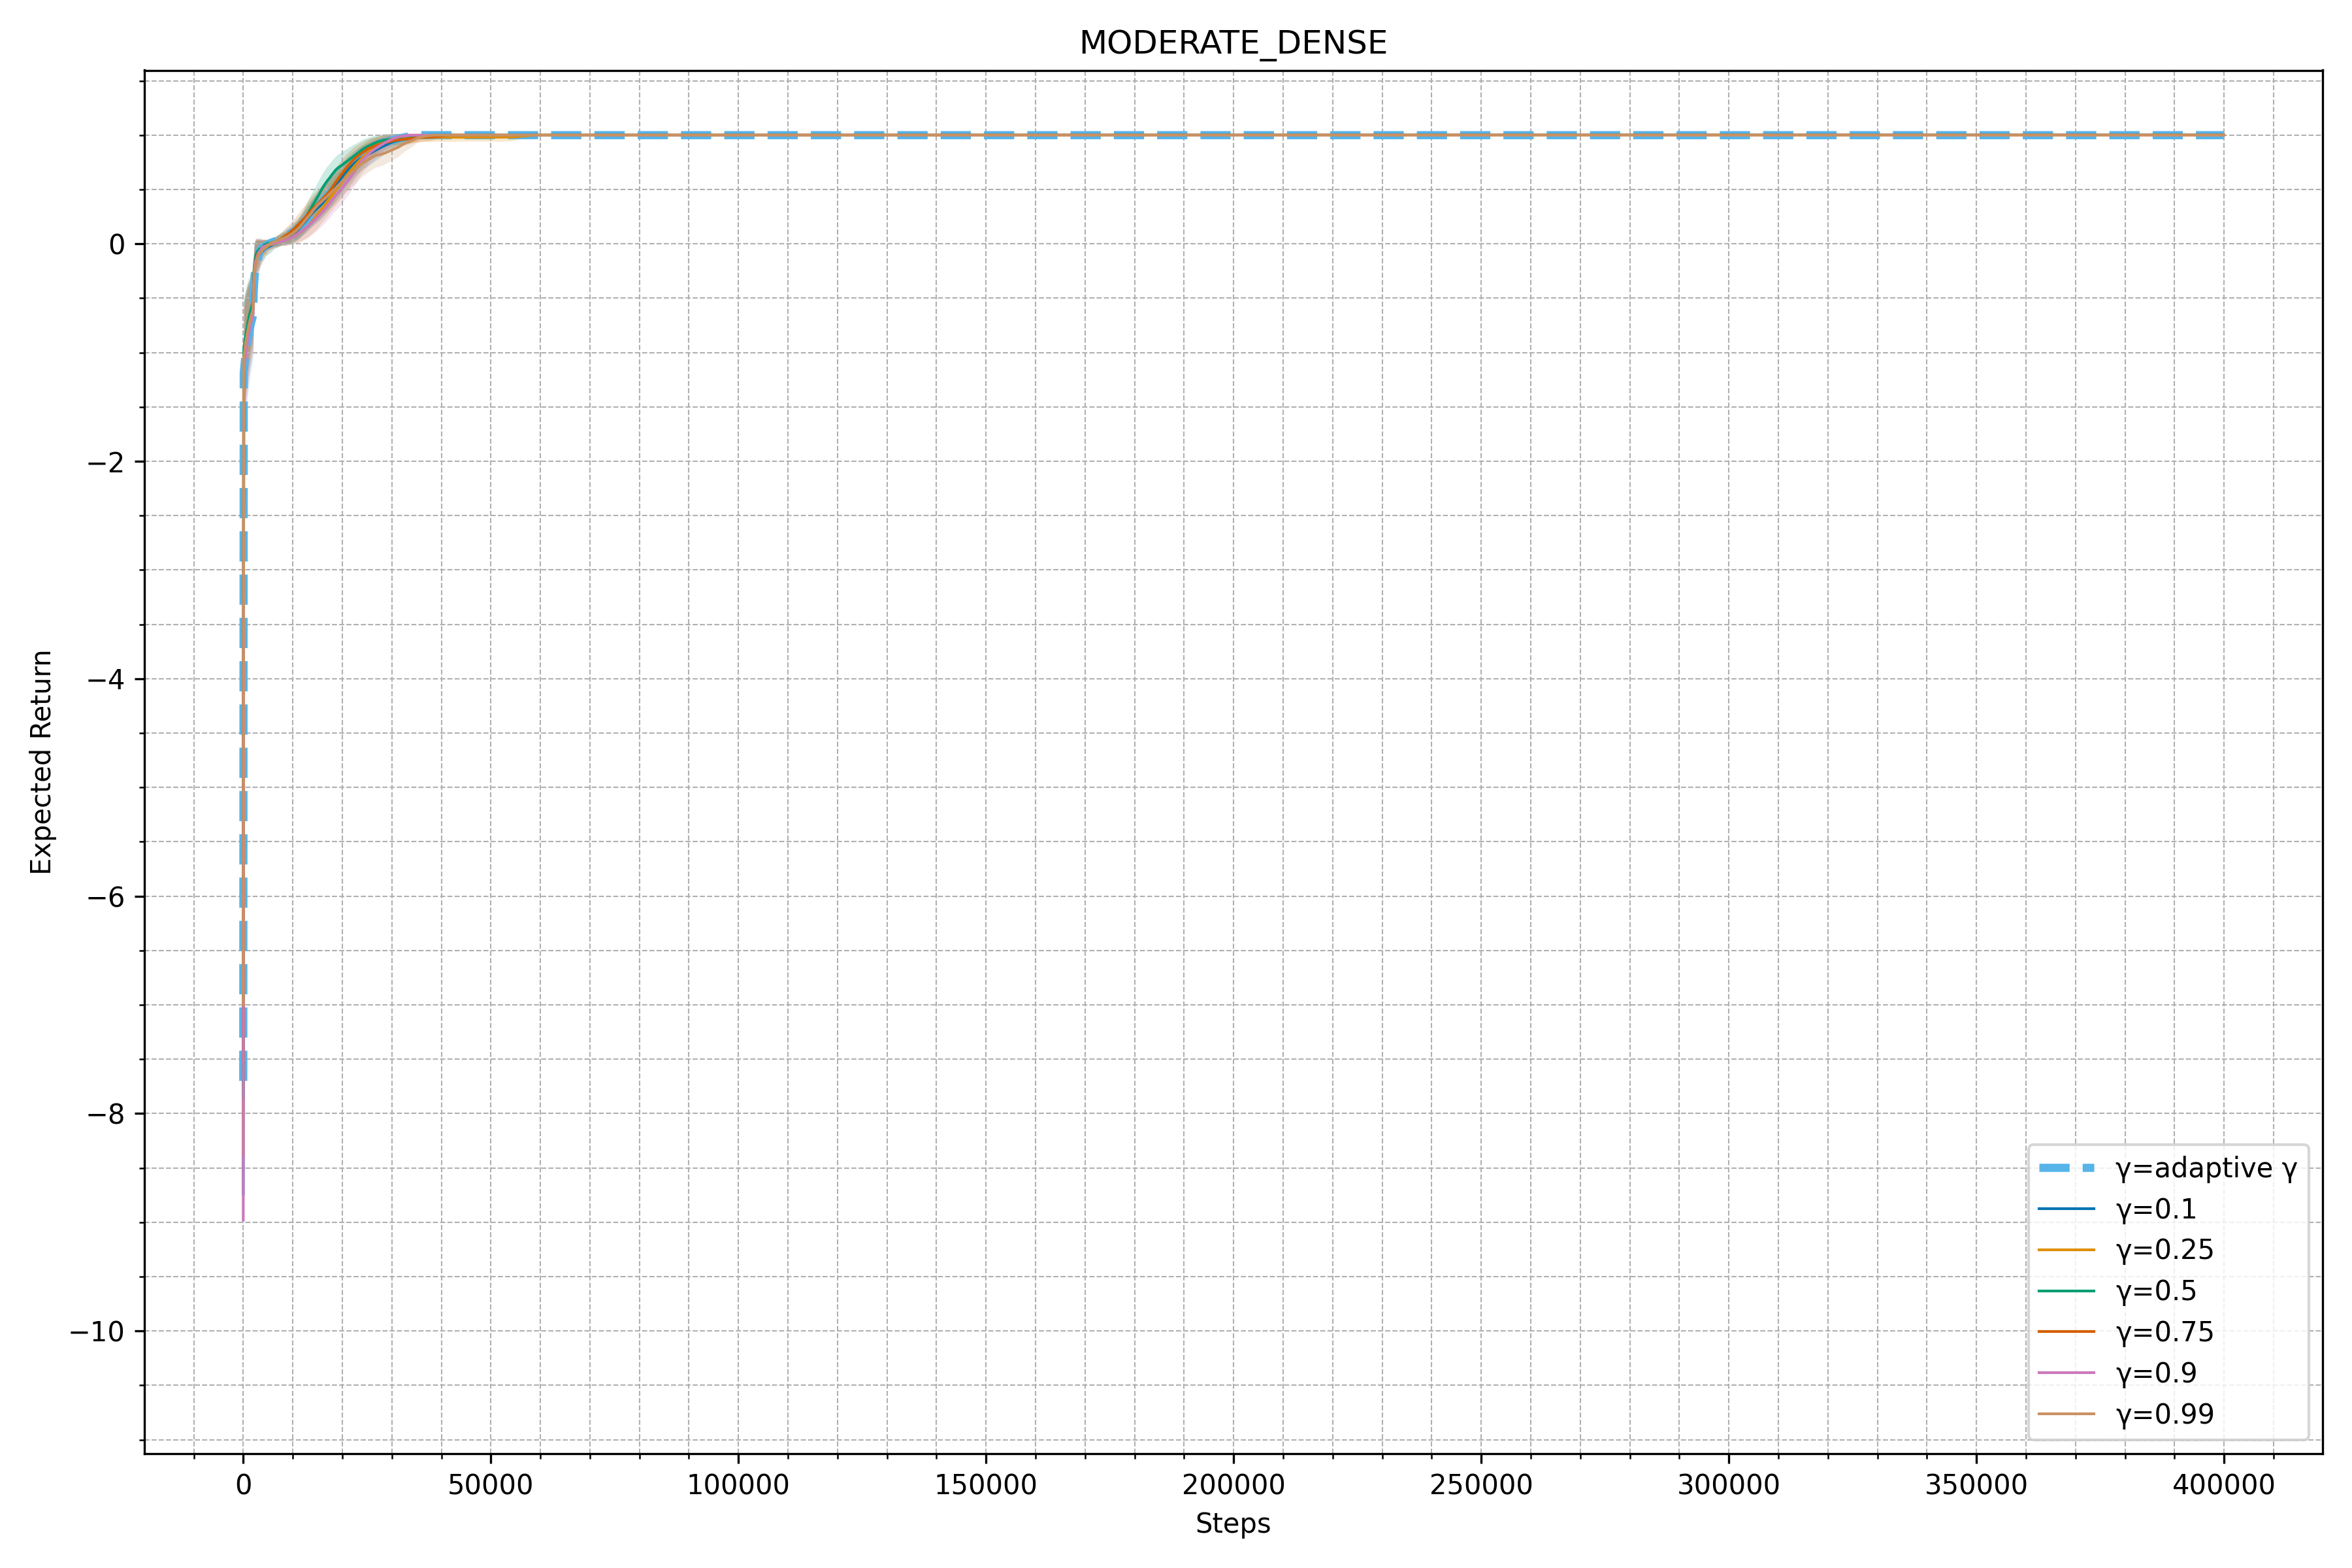 MODERATE_DENSE
Expected Return
0
−2
−4
−6
−8
−10
0 50000 100000 150000 200000 250000 300000 350000 400000
Steps
γ=adaptive γ
γ=0.1
γ=0.25
γ=0.5
γ=0.75
γ=0.9
γ=0.99